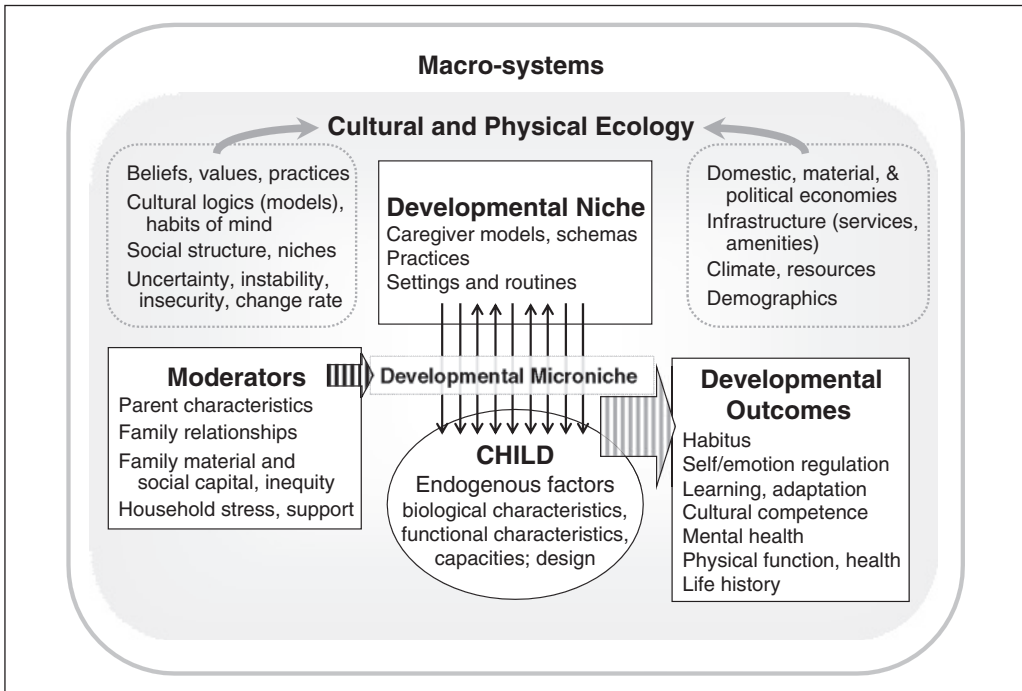 Macro-systems
Cultural and Physical Ecology
Beliefs, values, practices
Cultural logics (models),
habits of mind
Social structure, niches
Uncertainty, instability,
insecurity, change rate
Developmental Niche
Caregiver models, schemas
Practices
Settings and routines
Domestic, material, &
political economies
Infrastructure (services,
amenities)
Climate, resources
Demographics
Moderators
Parent characteristics
Family relationships
Family material and
social capital, inequity
Household stress, support
Developmental Microniche
CHILD
Endogenous factors
biological characteristics,
functional characteristics,
capacities; design
Developmental
Outcomes
Habitus
Self/emotion regulation
Learning, adaptation
Cultural competence
Mental health
Physical function, health
Life history